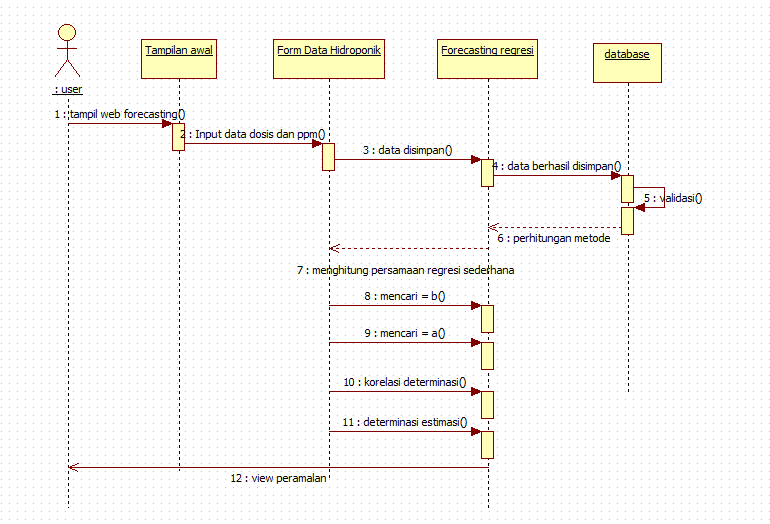 Tampilan awal
Form Data Hidroponik
Forecasting regresi
database
: user
1 : tampil web forecasting()
2 : Input data dosis dan ppm()
3 : data disimpan()
4 : data berhasil disimpan()
5 : validasi()
6 : perhitungan metode
7 : menghitung persamaan regresi sederhana
8 : mencari = b()
9 : mencari = a()
10 : korelasi determinasi()
11 : determinasi estimasi()
12 : view peramalan